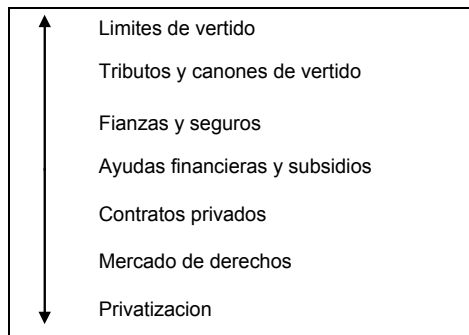 Limites de vertido
Tributos y canones de vertido
Fianzas y seguros
Ayudas financieras y subsidios
Contratos privados
Mercado de derechos
Privatizacion